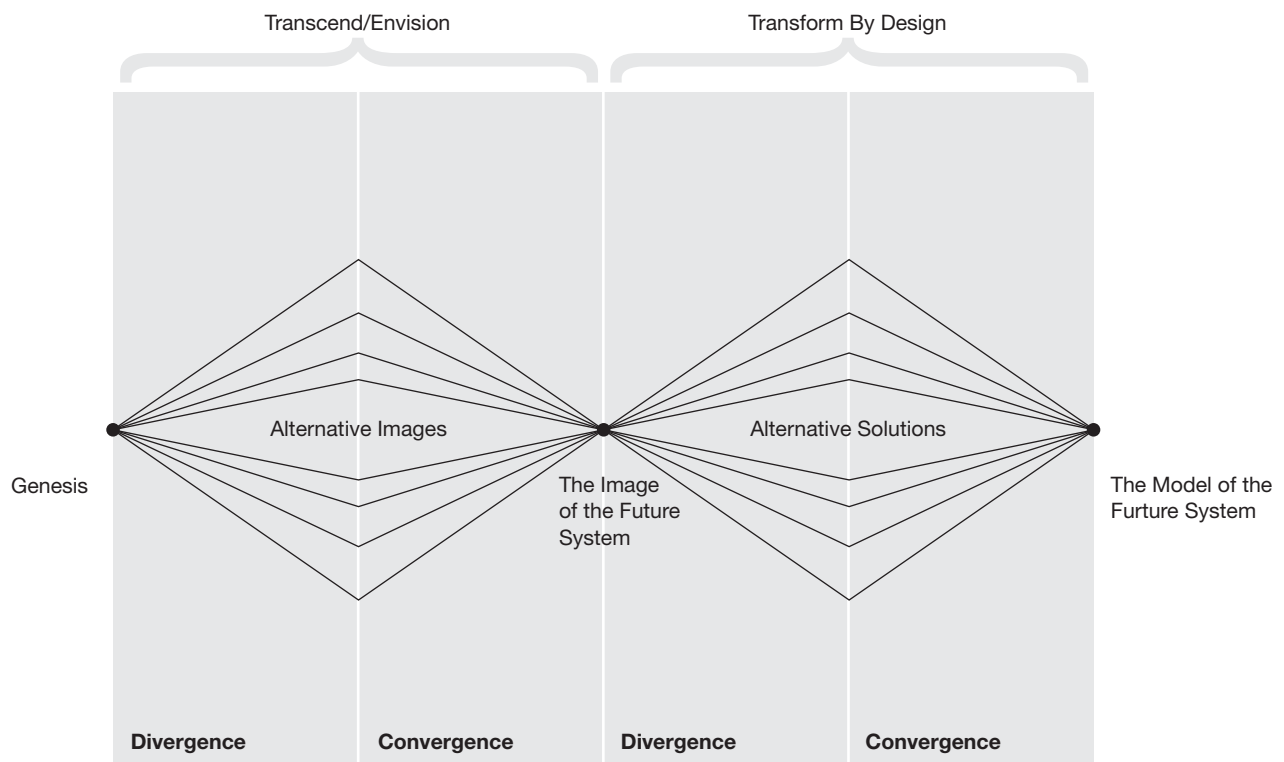 Transcend/Envision
Transform By Design
Alternative Images
Alternative Solutions
Genesis
The Image
of the Future
System
The Model of the
Furture System
Divergence
Convergence
Divergence
Convergence